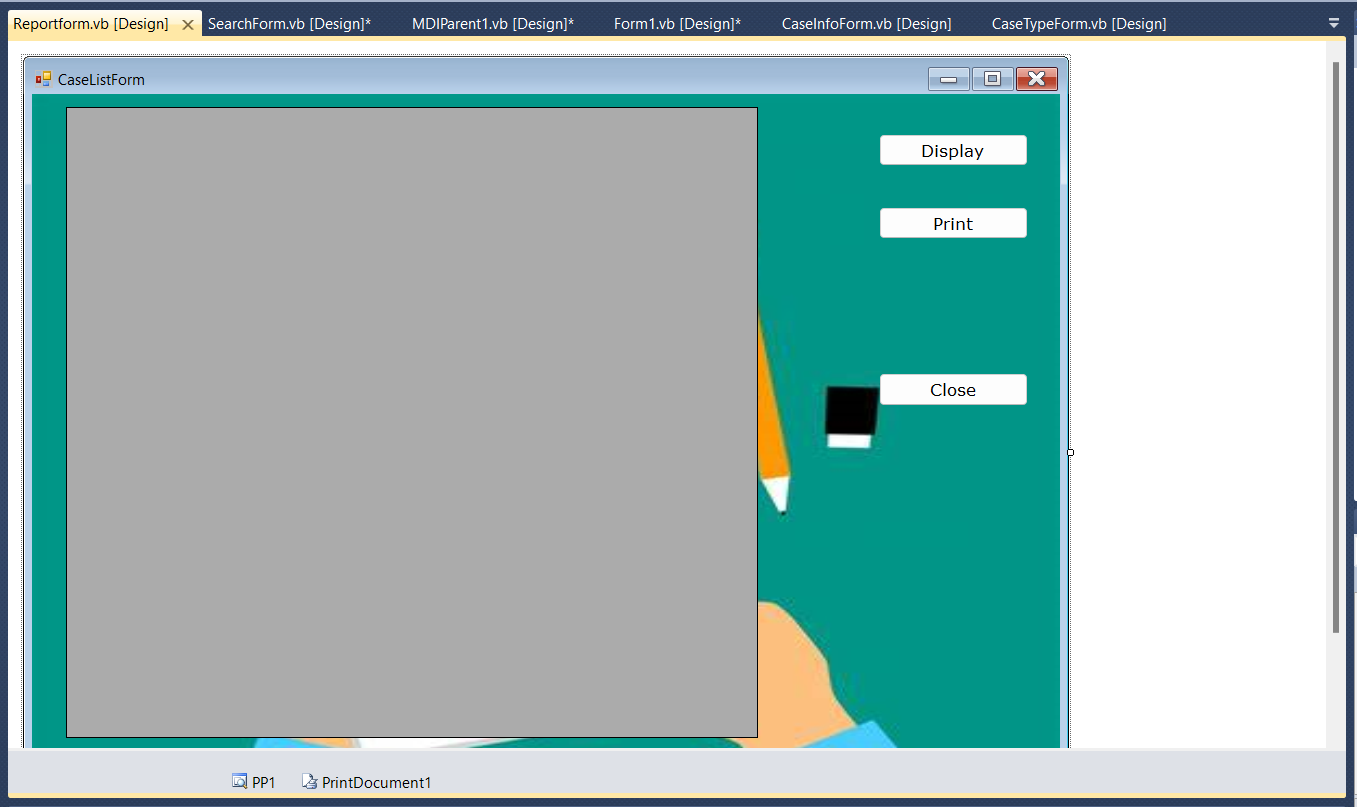 Reportform.vb [Design] SearchForm.vb [Design]* MDIParent1.vb [Design]* Form1.vb [Design]* CaseInfoForm.vb [Design] CaseTypeForm.vb [Design]
CaseListForm
Display
Print
Close
PP1 PrintDocument1